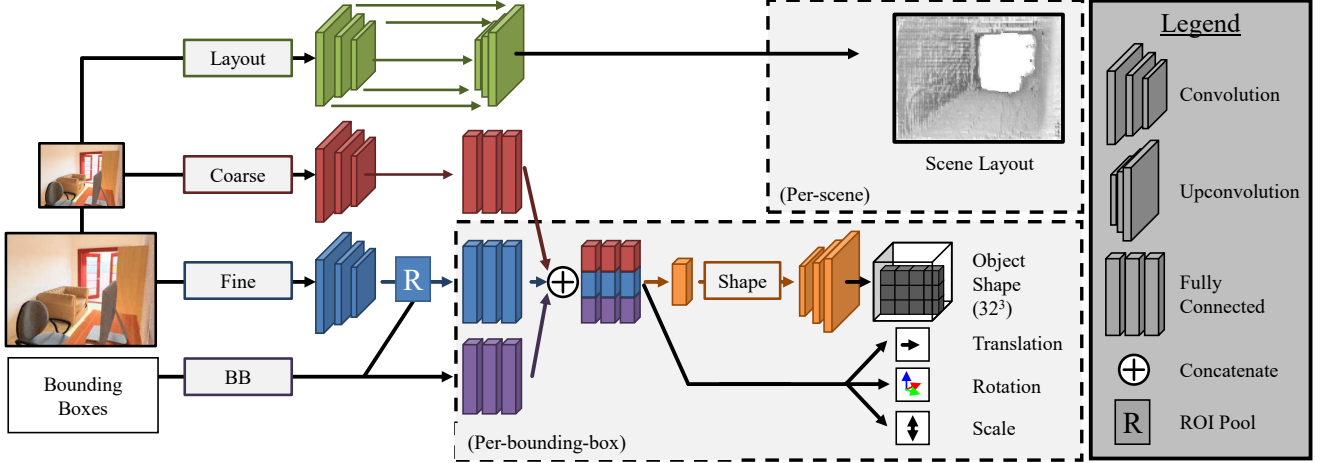 Layout
Scene Layout
(Per-scene)
Coarse
Fine
R
BB
Bounding
Boxes
Shape
Object
Shape
(32³)
Translation
Rotation
Scale
(Per-bounding-box)
Legend
Convolution
Upconvolution
Fully
Connected
Concatenate
R
ROI Pool